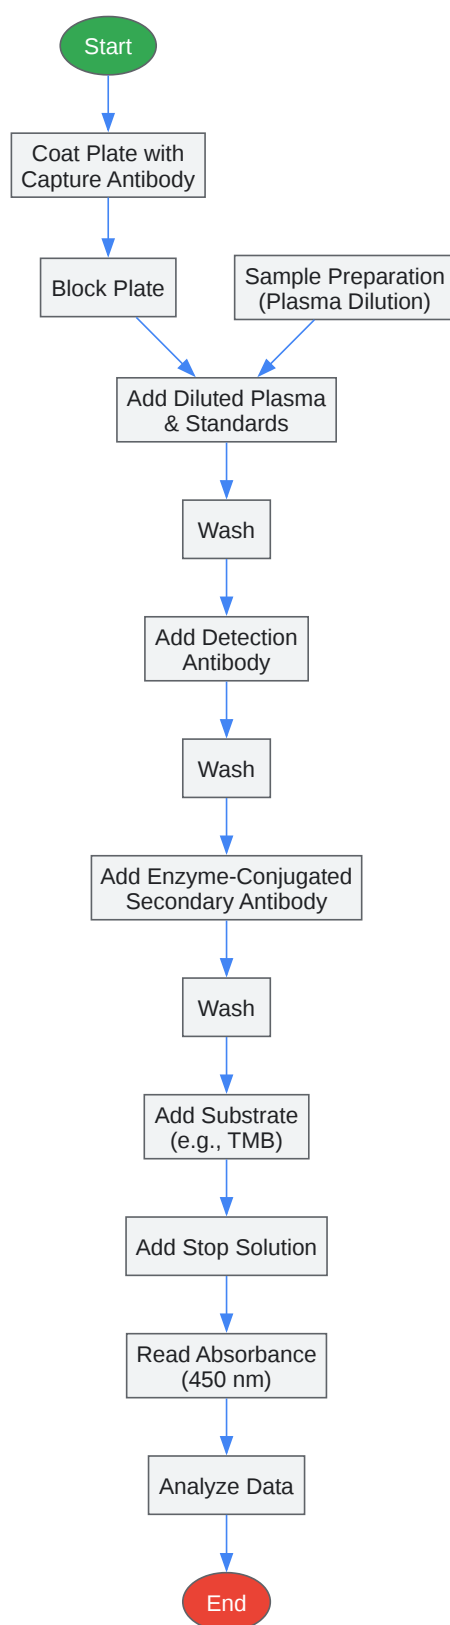 Start
Coat Plate with
Capture Antibody
Block Plate
Sample Preparation
(Plasma Dilution)
Add Diluted Plasma
& Standards
Wash
Add Detection
Antibody
Wash
Add Enzyme-Conjugated
Secondary Antibody
Wash
Add Substrate
(e.g., TMB)
Add Stop Solution
Read Absorbance
(450 nm)
Analyze Data
End